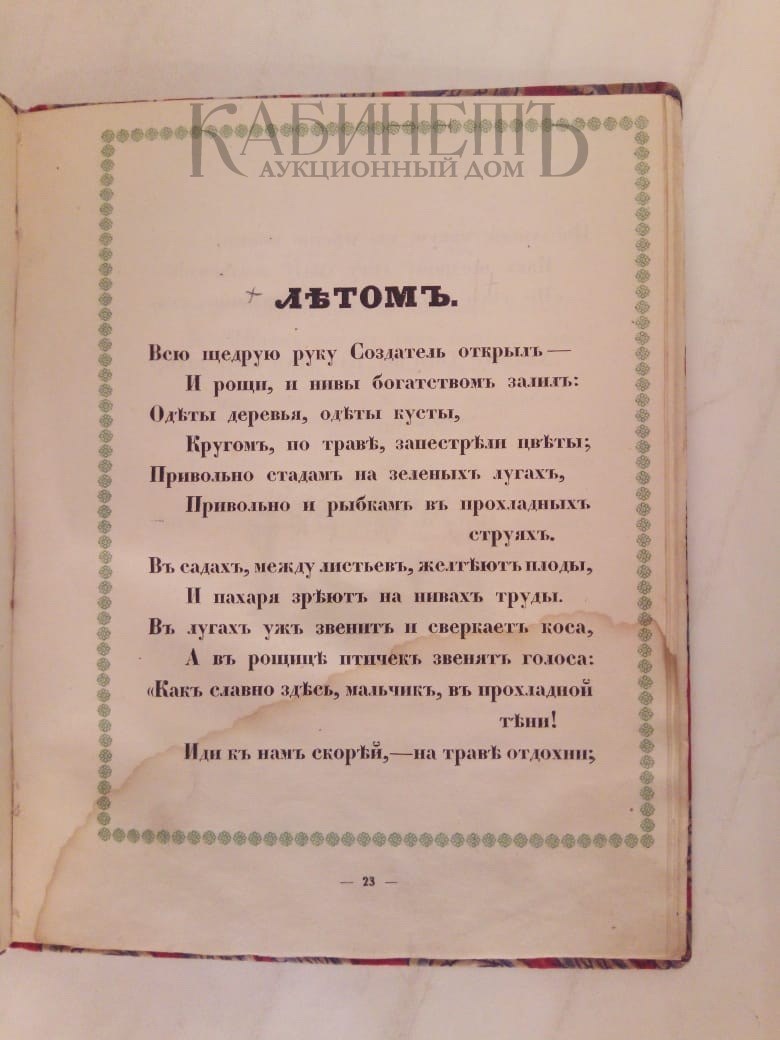 КАБИНЕТЪ
АУКЦИОННЫЙ ДОМ
ЛѢТОМЪ.
Всю щедрую руку Создатель открылъ —
И рощи, и нивы богатствомъ залилъ:
Одѣты деревья, одѣты кусты,
Кругомъ, по травѣ, запестрѣли цвѣты;
Привольно стадамъ на зеленыхъ лугахъ,
Привольно и рыбкамъ въ прохладныхъ
струяхъ.
Въ садахъ, между листьевъ, желтѣютъ плоды,
И пахаря зрѣютъ на нивахъ труды.
Въ лугахъ ужъ звенитъ и сверкаетъ коса,
А въ рощицѣ птичекъ звенятъ голоса:
«Какъ славно здѣсь, мальчикъ, въ прохладной
тѣни!
Иди къ намъ скорѣй,—на травѣ отдохни;
— 23 —